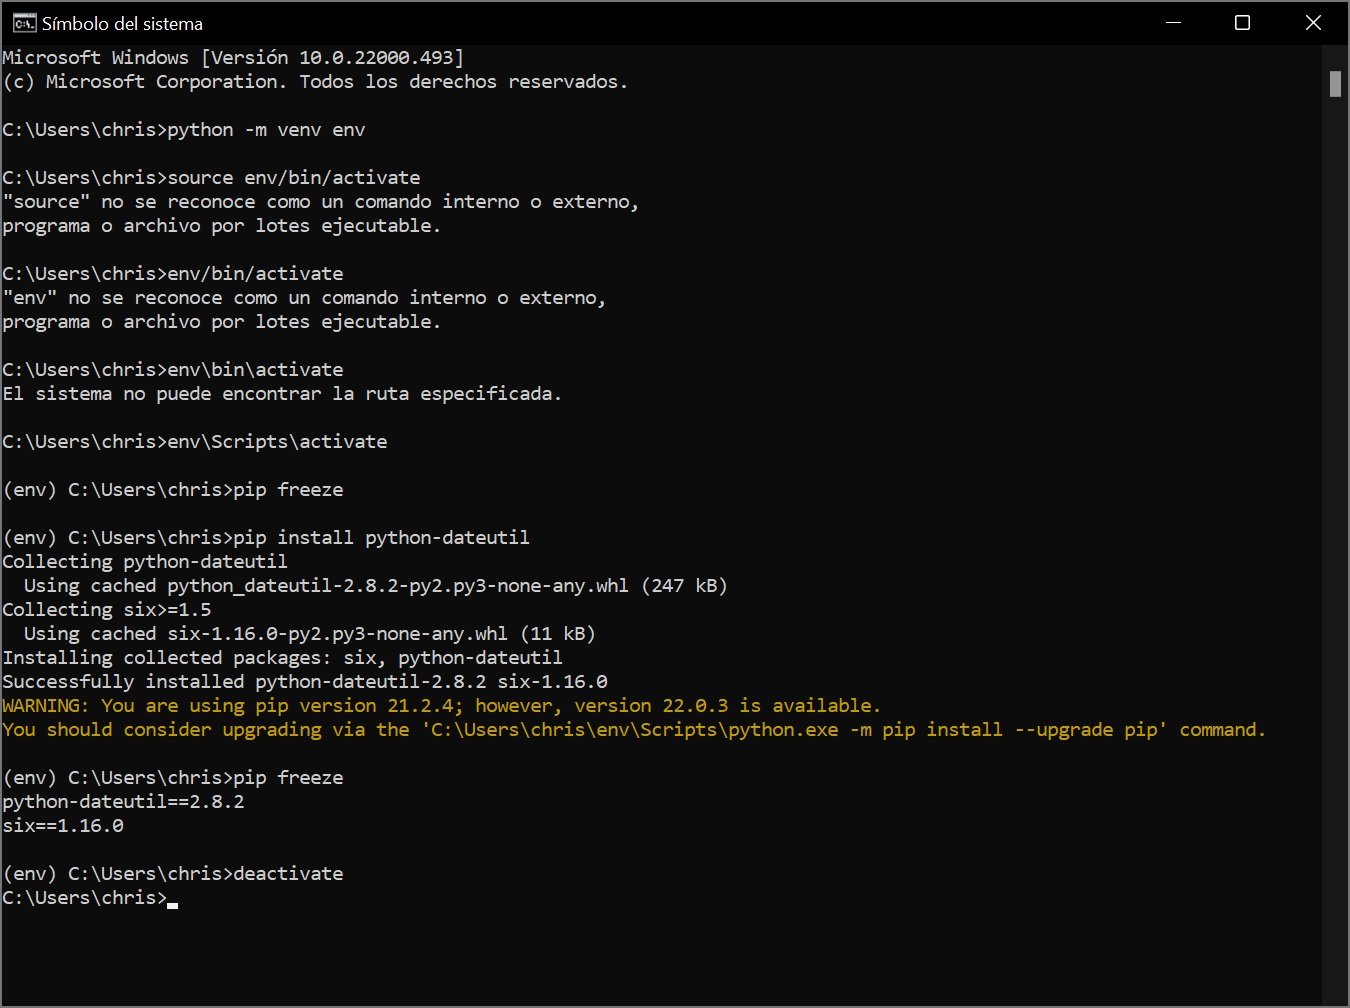 Símbolo del sistema
Microsoft Windows [Versión 10.0.22000.493]
(c) Microsoft Corporation. Todos los derechos reservados.
C:\Users\chris>python -m venv env
C:\Users\chris>source env/bin/activate
"source" no se reconoce como un comando interno o externo,
programa o archivo por lotes ejecutable.
C:\Users\chris>env/bin/activate
"env" no se reconoce como un comando interno o externo,
programa o archivo por lotes ejecutable.
C:\Users\chris>env\bin\activate
El sistema no puede encontrar la ruta especificada.
C:\Users\chris>env\Scripts\activate
(env) C:\Users\chris>pip freeze
(env) C:\Users\chris>pip install python-dateutil
Collecting python-dateutil
  Using cached python_dateutil-2.8.2-py2.py3-none-any.whl (247 kB)
Collecting six>=1.5
  Using cached six-1.16.0-py2.py3-none-any.whl (11 kB)
Installing collected packages: six, python-dateutil
Successfully installed python-dateutil-2.8.2 six-1.16.0
WARNING: You are using pip version 21.2.4; however, version 22.0.3 is available.
You should consider upgrading via the 'C:\Users\chris\env\Scripts\python.exe -m pip install --upgrade pip' command.
(env) C:\Users\chris>pip freeze
python-dateutil==2.8.2
six==1.16.0
(env) C:\Users\chris>deactivate
C:\Users\chris>